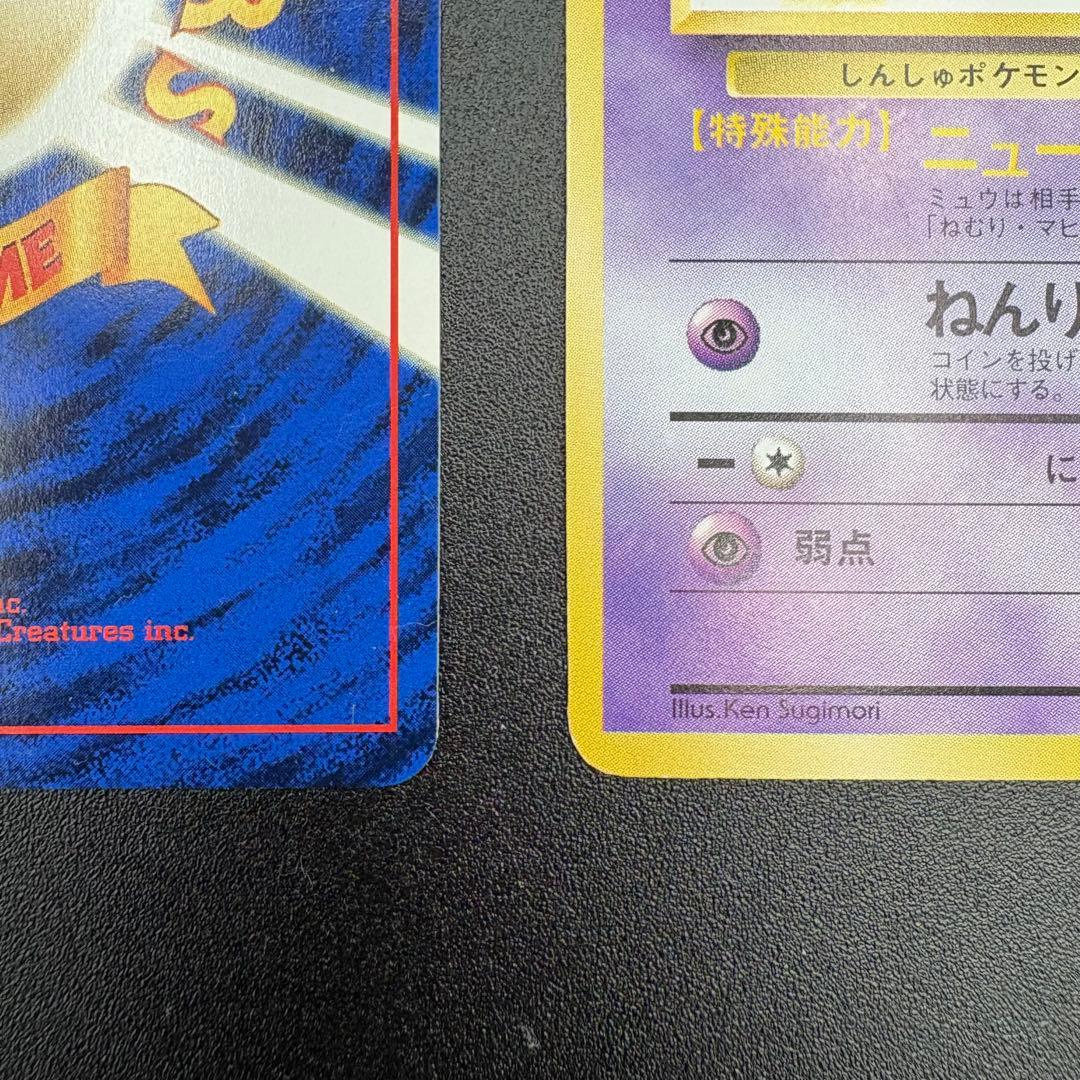 BS
ME
nc.
Creatures inc.
しんしゅポケモン
【特殊能力】 ニュー
ミュウは相手
「ねむり・マヒ
ねんり
コインを投げ
状態にする。
ー に
弱点
Illus. Ken Sugimori